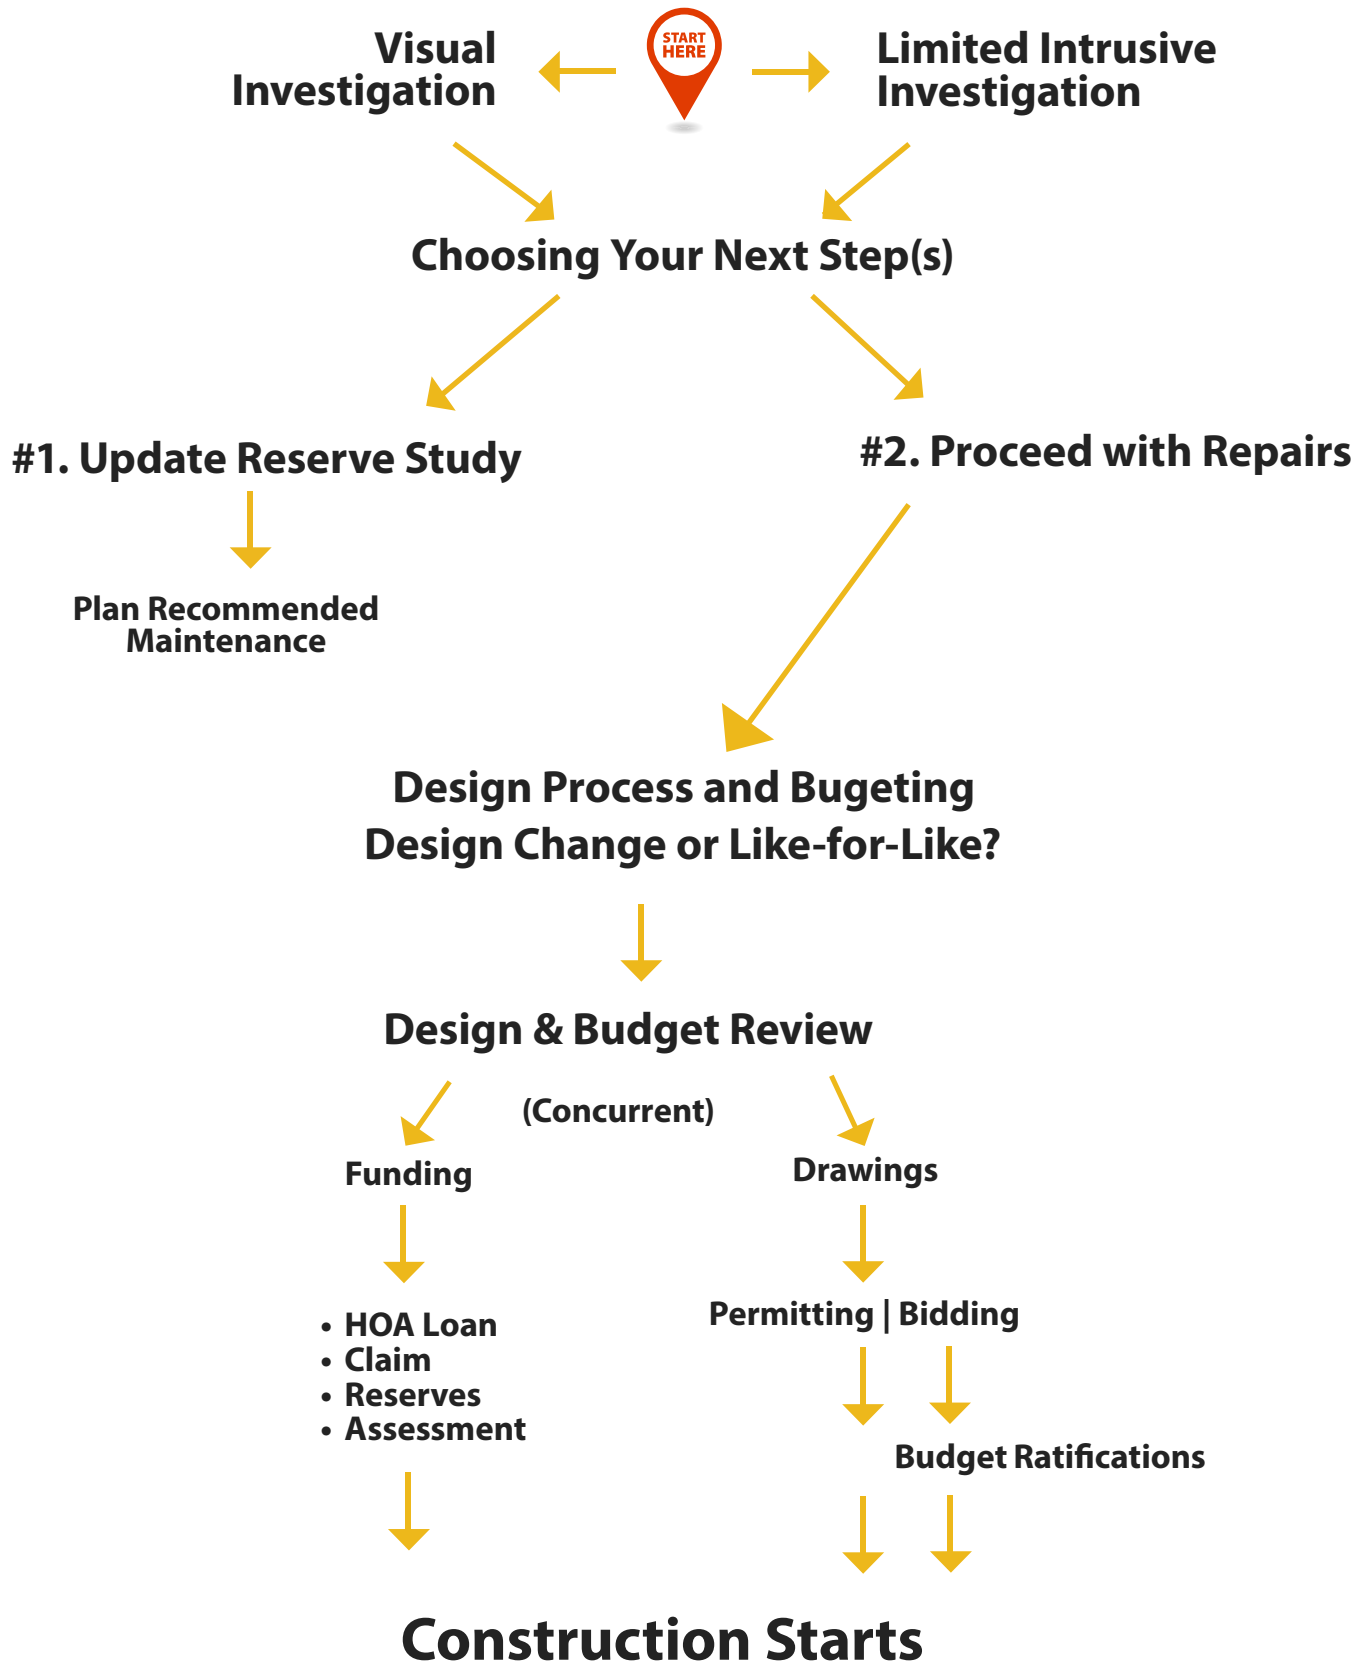 START
HERE
Visual
Investigation
Limited Intrusive
Investigation
Choosing Your Next Step(s)
#1. Update Reserve Study
#2. Proceed with Repairs
Plan Recommended
Maintenance
Design Process and Bugeting
Design Change or Like-for-Like?
Design & Budget Review
(Concurrent)
Funding
Drawings
• HOA Loan
• Claim
• Reserves
• Assessment
Permitting | Bidding
Budget Ratifications
Construction Starts